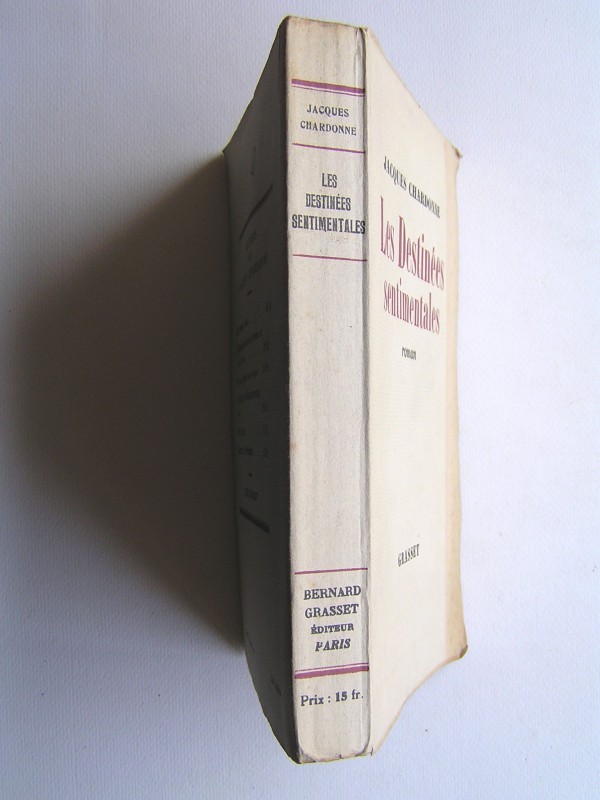 JACQUES
CHARDONNE
LES
DESTINÉES
SENTIMENTALES
BERNARD
GRASSET
ÉDITEUR
PARIS
Prix : 15 fr.
JACQUES CHARDONNE
Les Destinées
sentimentales
roman
GRASSET